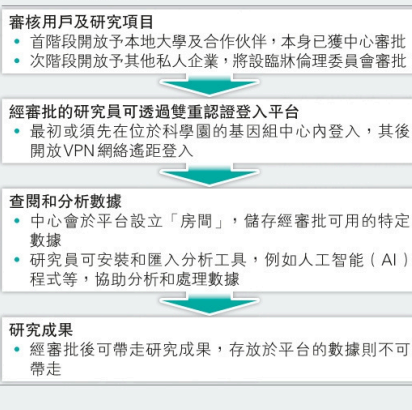 審核用戶及研究項目
• 首階段開放予本地大學及合作伙伴，本身已獲中心審批
• 次階段開放予其他私人企業，將設臨牀倫理委員會審批
經審批的研究員可透過雙重認證登入平台
• 最初或須先在位於科學園的基因組中心內登入，其後
開放VPN網絡遙距登入
查閱和分析數據
• 中心會於平台設立「房間」，儲存經審批可用的特定
數據
• 研究員可安裝和匯入分析工具，例如人工智能（AI）
程式等，協助分析和處理數據
研究成果
• 經審批後可帶走研究成果，存放於平台的數據則不可
帶走